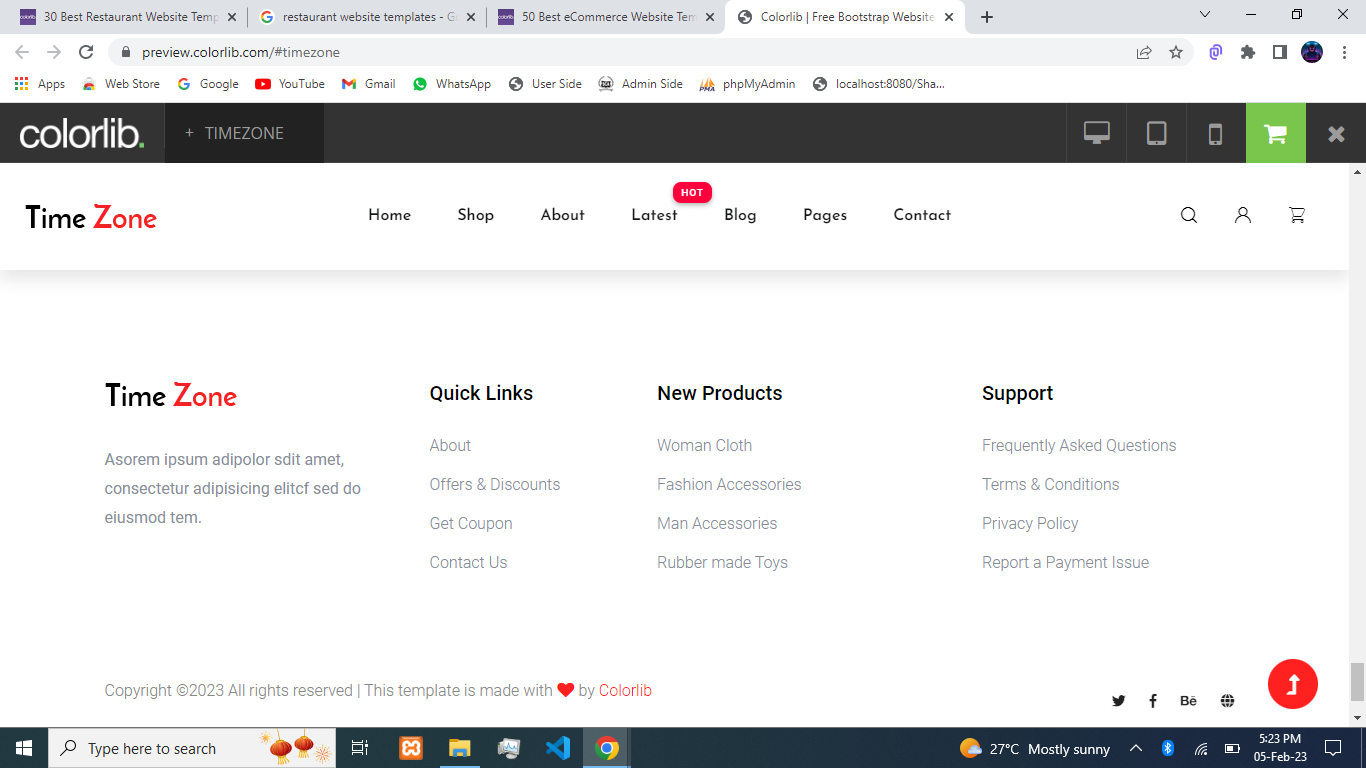 30 Best Restaurant Website Temp
restaurant website templates - G
50 Best eCommerce Website Tem
Colorlib | Free Bootstrap Website
preview.colorlib.com/#timezone
Apps
Web Store
Google
YouTube
Gmail
WhatsApp
User Side
Admin Side
phpMyAdmin
localhost:8080/Sha...
colorlib.
+ TIMEZONE
HOT
Time Zone
Home
Shop
About
Latest
Blog
Pages
Contact
Time Zone
Asorem ipsum adipolor sdit amet,
consectetur adipisicing elitcf sed do
eiusmod tem.
Quick Links
About
Offers & Discounts
Get Coupon
Contact Us
New Products
Woman Cloth
Fashion Accessories
Man Accessories
Rubber made Toys
Support
Frequently Asked Questions
Terms & Conditions
Privacy Policy
Report a Payment Issue
Copyright ©2023 All rights reserved | This template is made with ❤ by Colorlib
Bē
Type here to search
27°C Mostly sunny
5:23 PM
05-Feb-23